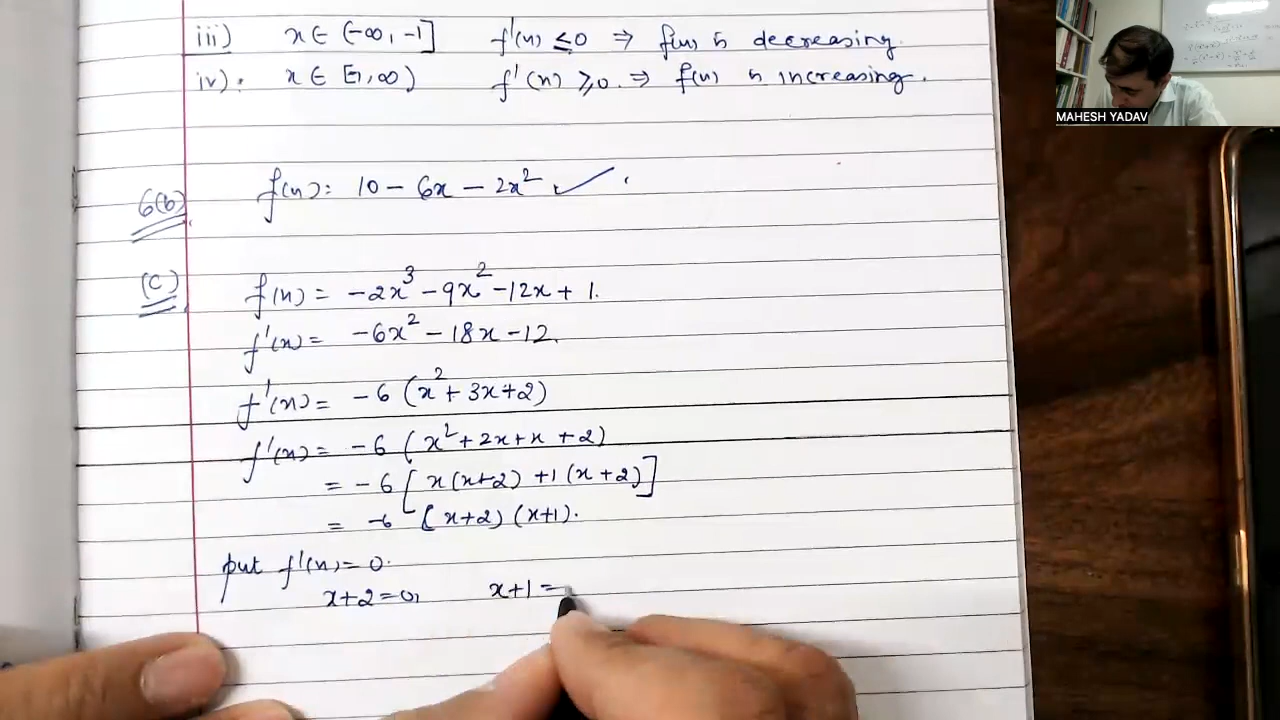 iii) x ∈ (-∞, -1] f'(x) ≤ 0 ⇒ f(x) is decreasing.
iv): x ∈ [-1, ∞) f'(x) ≥ 0. ⇒ f(x) is increasing.
6(b) f(x): 10 - 6x - 2x² ✓.
(C) f(x) = -2x³ - 9x² - 12x + 1.
f'(x) = -6x² - 18x - 12.
f'(x) = -6 (x² + 3x + 2)
f'(x) = -6 (x² + 2x + x + 2)
= -6 [x(x+2) + 1(x+2)]
= -6 (x+2) (x+1).
put f'(x) = 0.
x+2 = 0, x+1 =
MAHESH YADAV